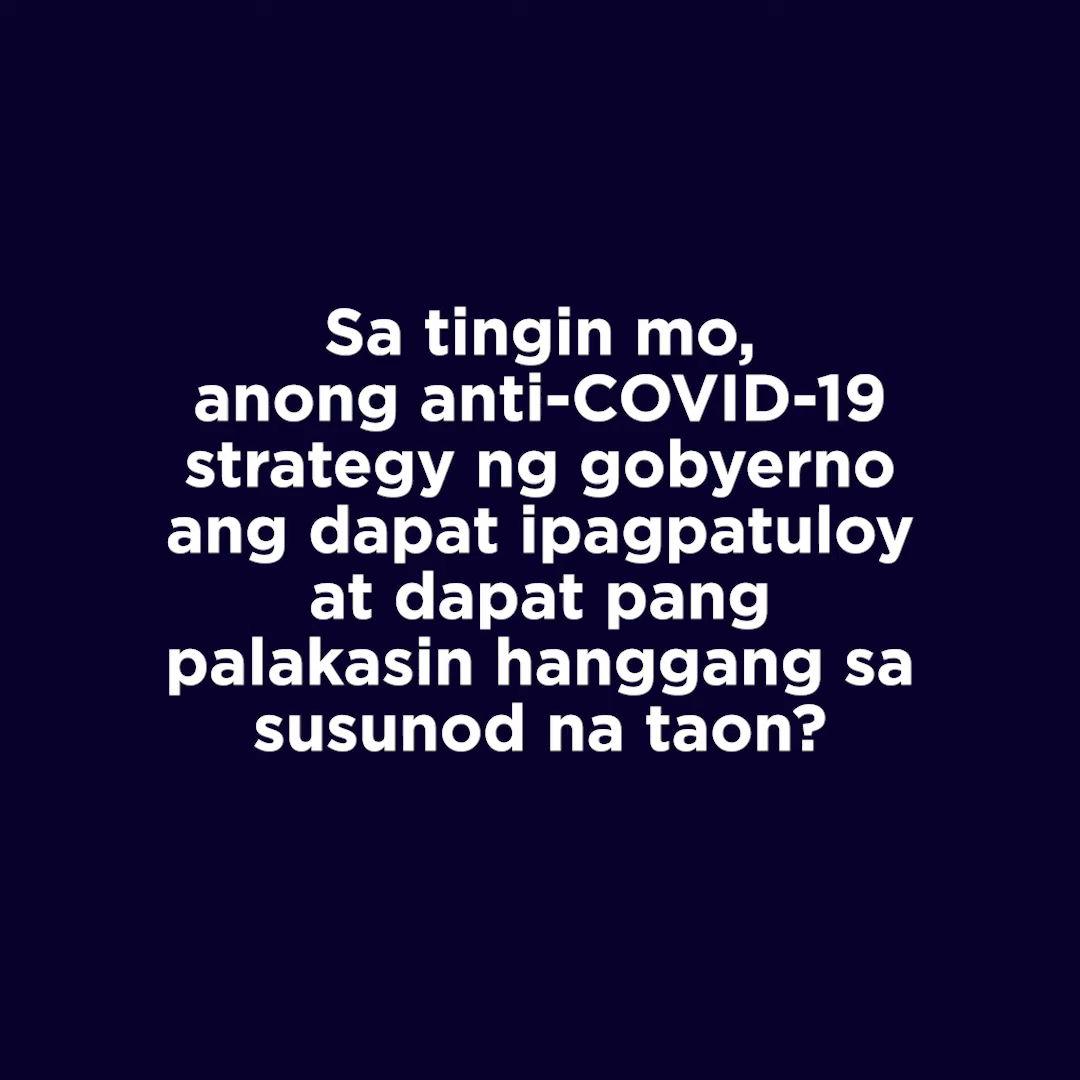 Sa tingin mo,
anong anti-COVID-19
strategy ng gobyerno
ang dapat ipagpatuloy
at dapat pang
palakasin hanggang sa
susunod na taon?